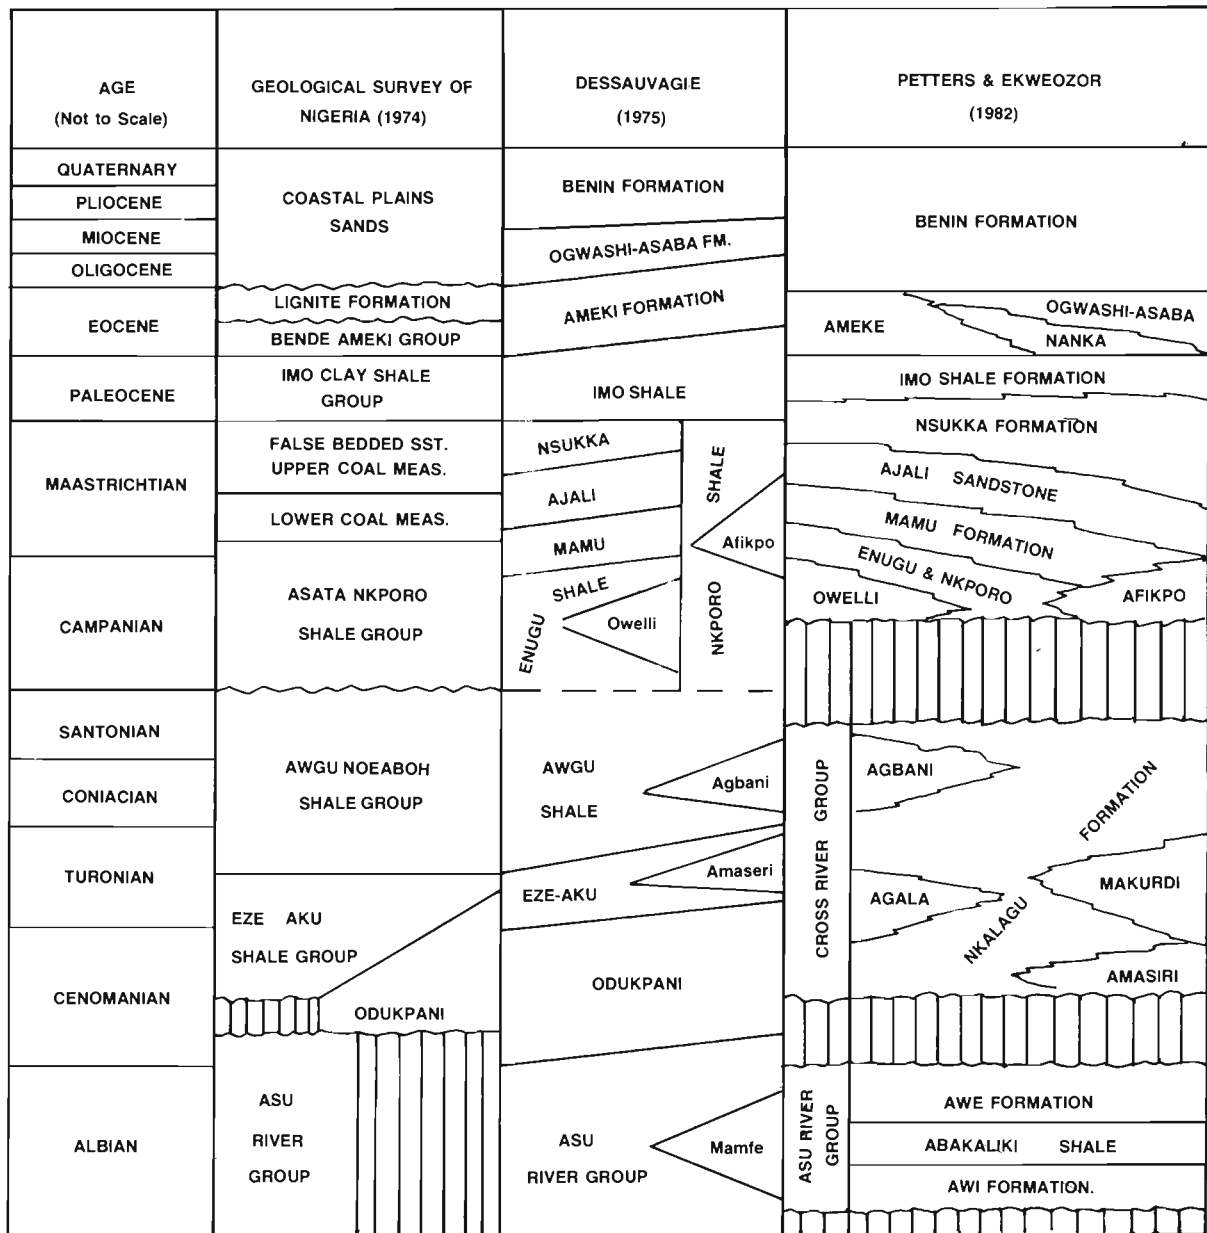 AGE
(Not to Scale)
GEOLOGICAL SURVEY OF
NIGERIA (1974)
DESSAUVAGIE
(1975)
PETTERS & EKWEOZOR
(1982)
QUATERNARY
PLIOCENE
MIOCENE
OLIGOCENE
EOCENE
PALEOCENE
MAASTRICHTIAN
CAMPANIAN
SANTONIAN
CONIACIAN
TURONIAN
CENOMANIAN
ALBIAN
COASTAL PLAINS
SANDS
LIGNITE FORMATION
BENDE AMEKI GROUP
IMO CLAY SHALE
GROUP
FALSE BEDDED SST.
UPPER COAL MEAS.
LOWER COAL MEAS.
ASATA NKPORO
SHALE GROUP
AWGU NOEABOH
SHALE GROUP
EZE AKU
SHALE GROUP
ODUKPANI
ASU
RIVER
GROUP
BENIN FORMATION
OGWASHI-ASABA FM.
AMEKI FORMATION
IMO SHALE
NSUKKA
AJALI
MAMU
ENUGU SHALE
Owelli
NKPORO SHALE
Afikpo
AWGU
SHALE
Agbani
EZE-AKU
Amaseri
ODUKPANI
ASU
RIVER GROUP
Mamfe
BENIN FORMATION
AMEKE
OGWASHI-ASABA
NANKA
IMO SHALE FORMATION
NSUKKA FORMATION
AJALI SANDSTONE
MAMU FORMATION
ENUGU & NKPORO
OWELLI
AFIKPO
CROSS RIVER GROUP
AGBANI
NKALAGU FORMATION
MAKURDI
AGALA
AMASIRI
ASU RIVER
GROUP
AWE FORMATION
ABAKALIKI SHALE
AWI FORMATION.